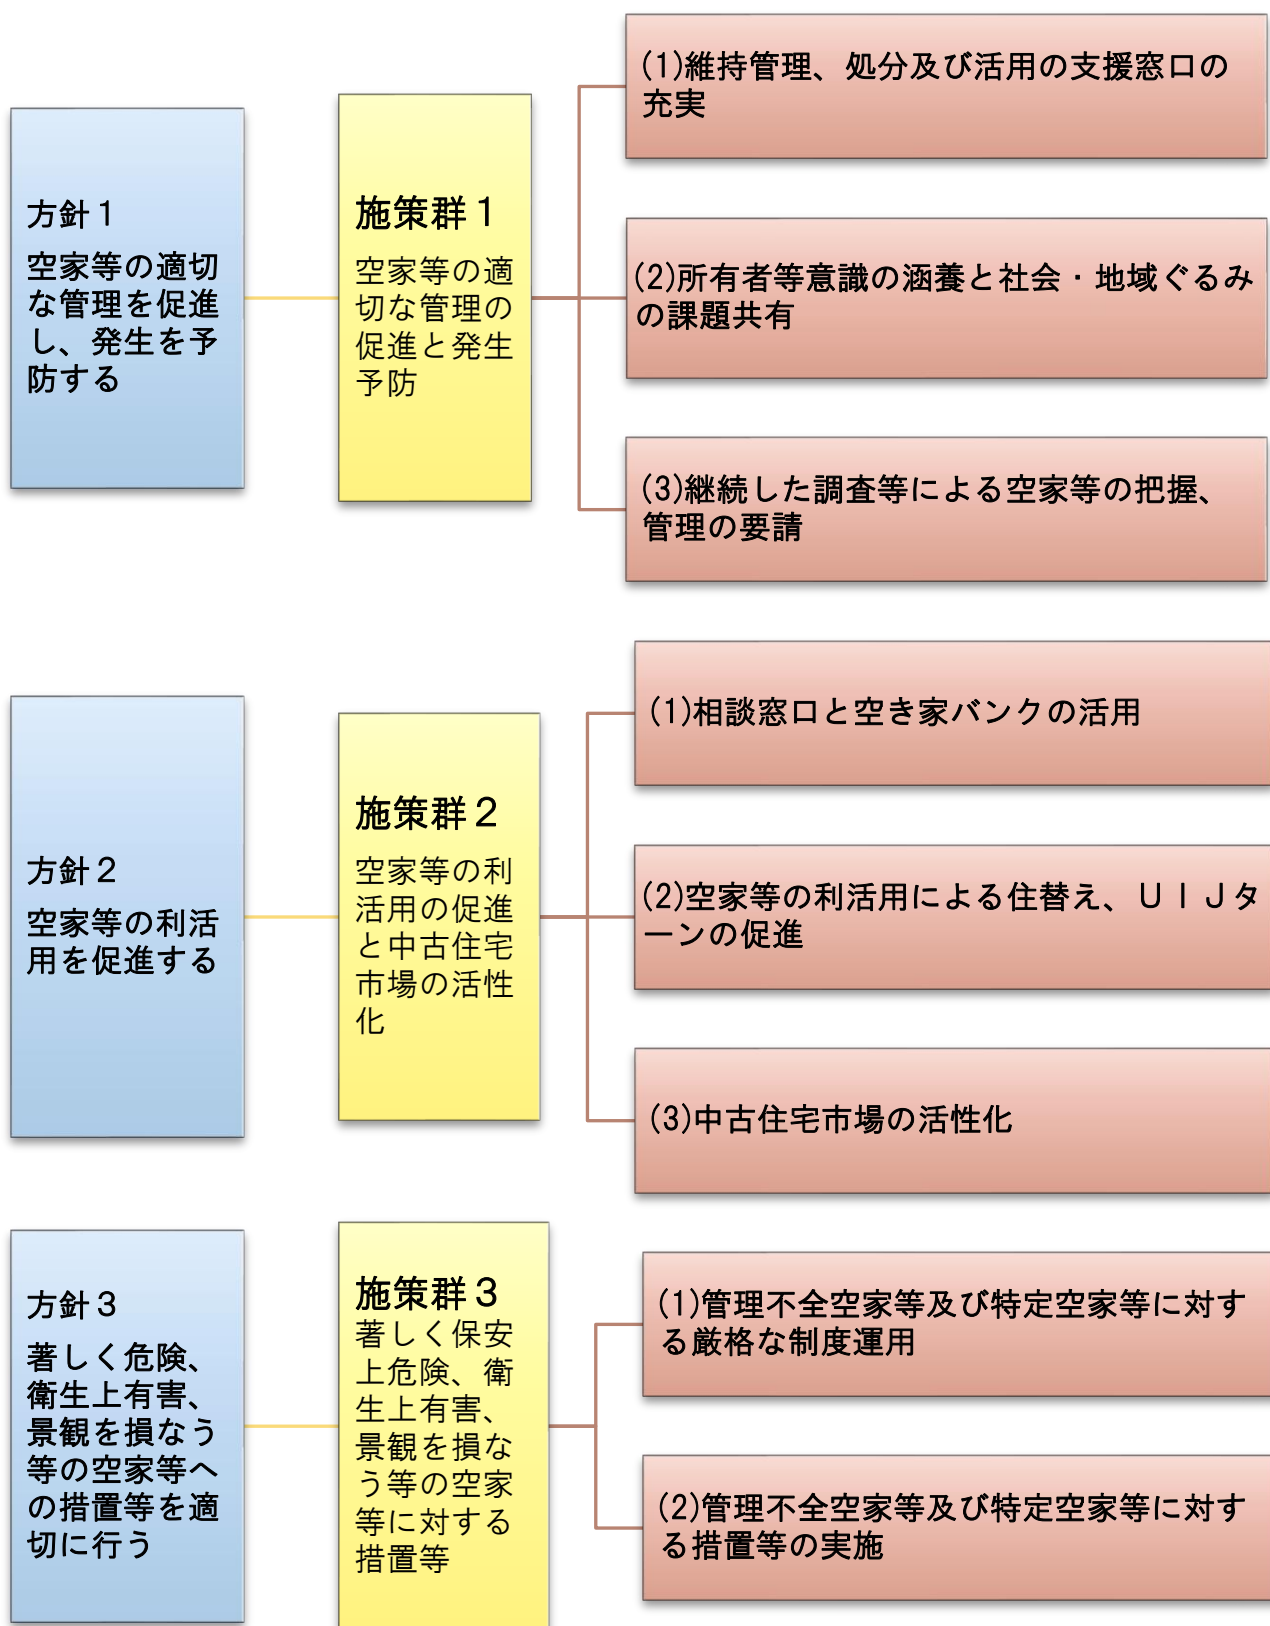 方針１
空家等の適切
な管理を促進
し、発生を予
防する
施策群１
空家等の適
切な管理の
促進と発生
予防
(1)維持管理、処分及び活用の支援窓口の
充実
(2)所有者等意識の涵養と社会・地域ぐるみ
の課題共有
(3)継続した調査等による空家等の把握、
管理の要請
方針２
空家等の利活
用を促進する
施策群２
空家等の利
活用の促進
と中古住宅
市場の活性
化
(1)相談窓口と空き家バンクの活用
(2)空家等の利活用による住替え、ＵＩＪタ
ーンの促進
(3)中古住宅市場の活性化
方針３
著しく危険、
衛生上有害、
景観を損なう
等の空家等へ
の措置等を適
切に行う
施策群３
著しく保安
上危険、衛
生上有害、
景観を損な
う等の空家
等に対する
措置等
(1)管理不全空家等及び特定空家等に対す
る厳格な制度運用
(2)管理不全空家等及び特定空家等に対す
る措置等の実施